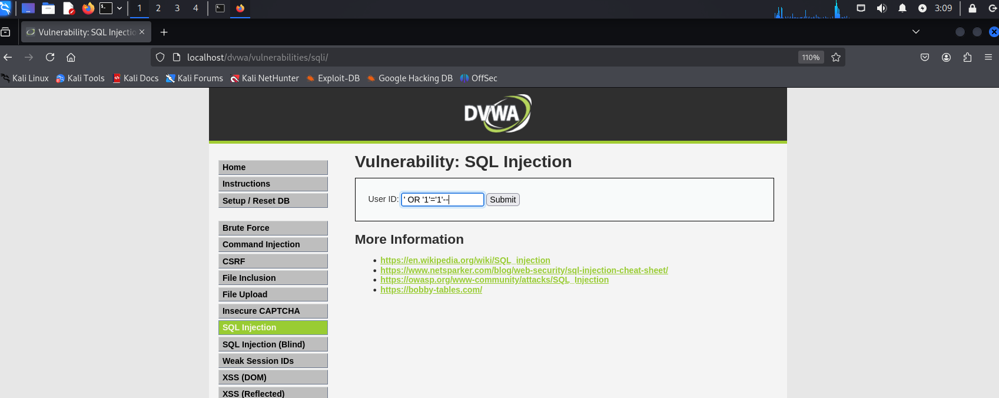 1 2 3 4 3:09
Vulnerability: SQL Injectio
localhost/dvwa/vulnerabilities/sqli/ 110%
Kali Linux Kali Tools Kali Docs Kali Forums Kali NetHunter Exploit-DB Google Hacking DB OffSec
DVWA
Home
Instructions
Setup / Reset DB
Brute Force
Command Injection
CSRF
File Inclusion
File Upload
Insecure CAPTCHA
SQL Injection
SQL Injection (Blind)
Weak Session IDs
XSS (DOM)
XSS (Reflected)
Vulnerability: SQL Injection
User ID: ' OR '1'='1'-- Submit
More Information
https://en.wikipedia.org/wiki/SQL_injection
https://www.netsparker.com/blog/web-security/sql-injection-cheat-sheet/
https://owasp.org/www-community/attacks/SQL_Injection
https://bobby-tables.com/